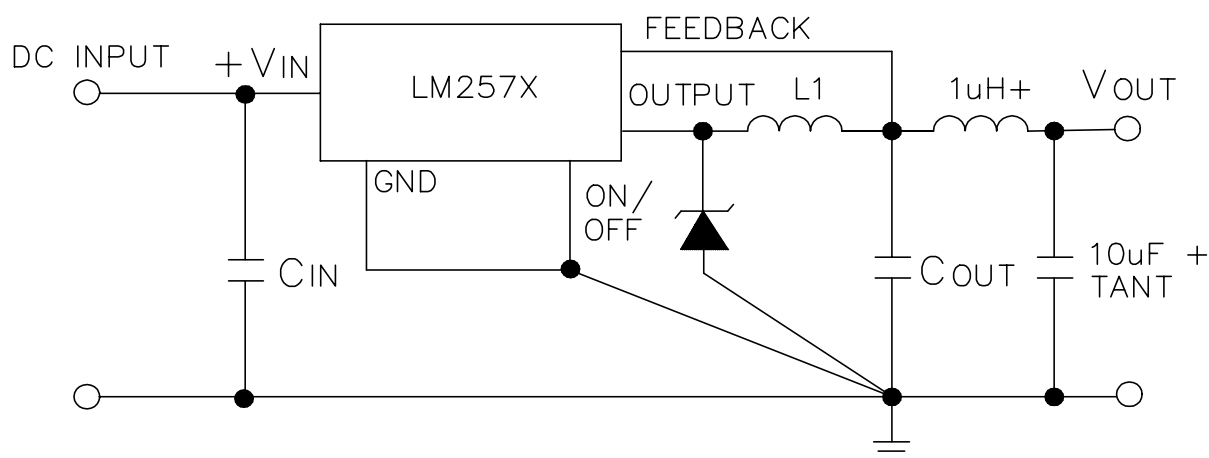 FEEDBACK
DC INPUT
+VIN
LM257X
OUTPUT
L1
1uH+
VOUT
GND
ON/
OFF
CIN
COUT
10uF +
TANT